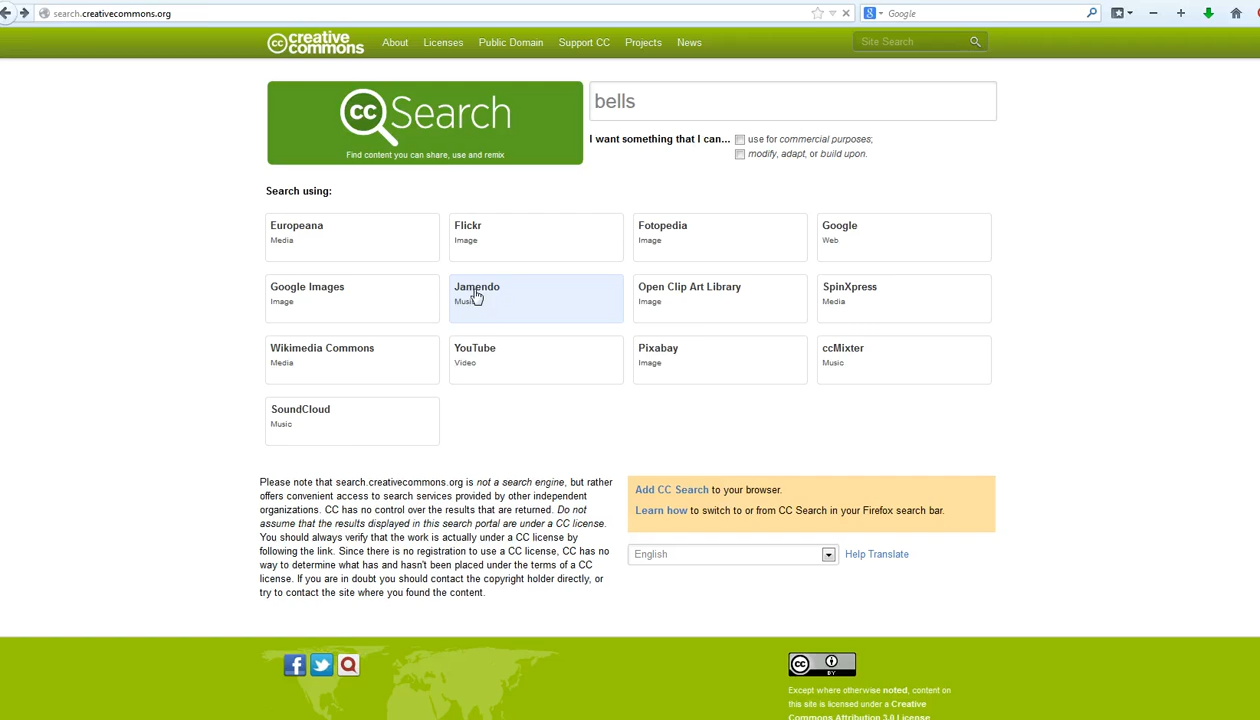 search.creativecommons.org
Google
creative commons
About Licenses Public Domain Support CC Projects News
Site Search
cc Search
Find content you can share, use and remix
bells
I want something that I can... use for commercial purposes;
modify, adapt, or build upon.
Search using:
Europeana
Media
Flickr
Image
Fotopedia
Image
Google
Web
Google Images
Image
Jamendo
Music
Open Clip Art Library
Image
SpinXpress
Media
Wikimedia Commons
Media
YouTube
Video
Pixabay
Image
ccMixter
Music
SoundCloud
Music
Please note that search.creativecommons.org is not a search engine, but rather
offers convenient access to search services provided by other independent
organizations. CC has no control over the results that are returned. Do not
assume that the results displayed in this search portal are under a CC license.
You should always verify that the work is actually under a CC license by
following the link. Since there is no registration to use a CC license, CC has no
way to determine what has and hasn't been placed under the terms of a CC
license. If you are in doubt you should contact the copyright holder directly, or
try to contact the site where you found the content.
Add CC Search to your browser.
Learn how to switch to or from CC Search in your Firefox search bar.
English
Help Translate
cc BY
Except where otherwise noted, content on
this site is licensed under a Creative
Commons Attribution 3.0 License